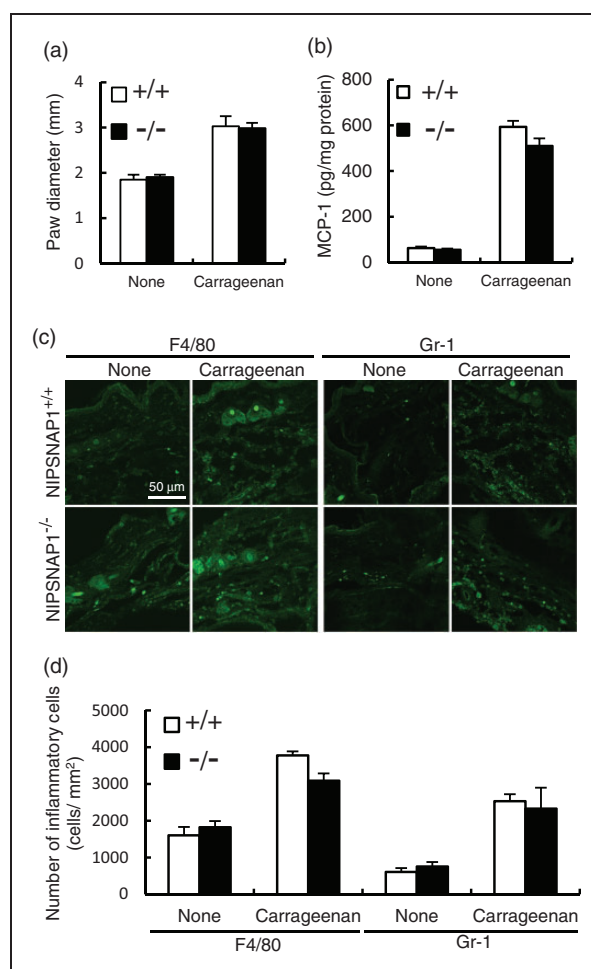 (a)
+/+
-/-
Paw diameter (mm)
4
3
2
1
0
None Carrageenan
(b)
+/+
-/-
MCP-1 (pg/mg protein)
800
600
400
200
0
None Carrageenan
(c)
F4/80 Gr-1
None Carrageenan None Carrageenan
NIPSNAP1+/+
50 μm
NIPSNAP1-/-
(d)
+/+
-/-
Number of inflammatory cells
(cells/ mm²)
5000
4000
3000
2000
1000
0
None Carrageenan None Carrageenan
F4/80 Gr-1